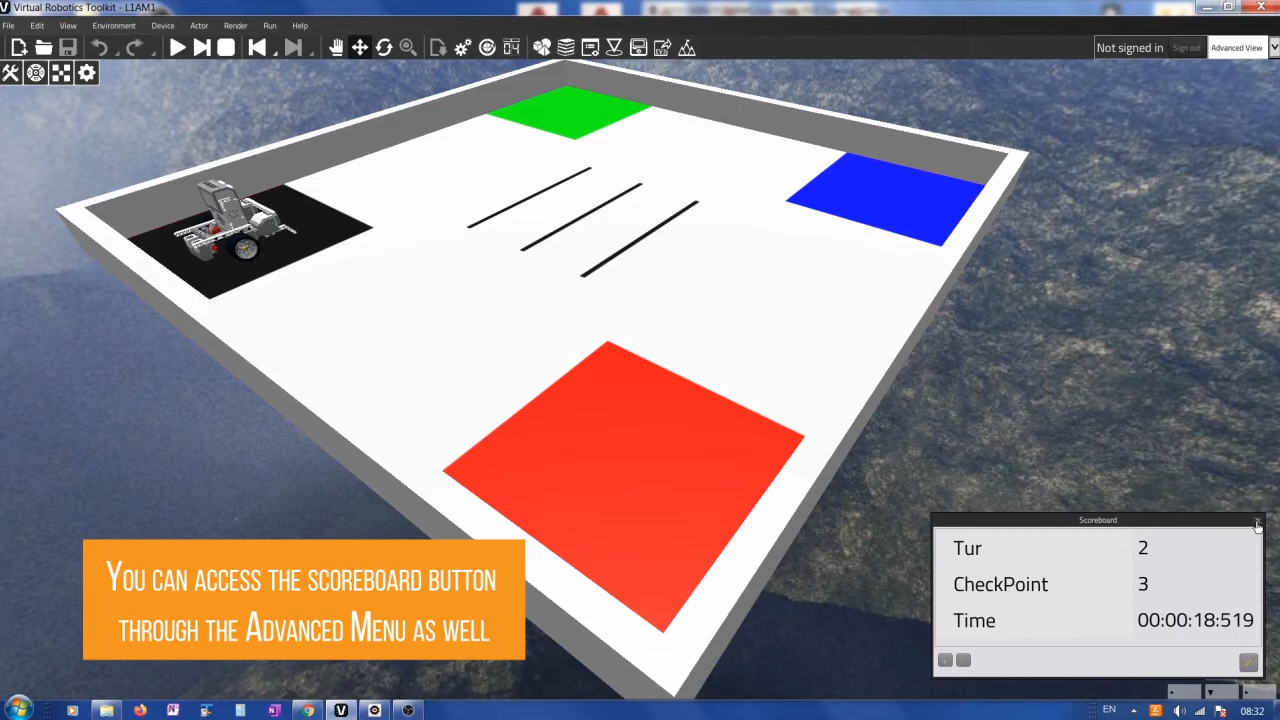 Virtual Robotics Toolkit - L1AM1
File Edit View Environment Device Actor Render Run Help
Not signed in Sign out Advanced View
Scoreboard
Tur 2
CheckPoint 3
Time 00:00:18:519
You can access the scoreboard button
through the Advanced Menu as well
EN 08:32